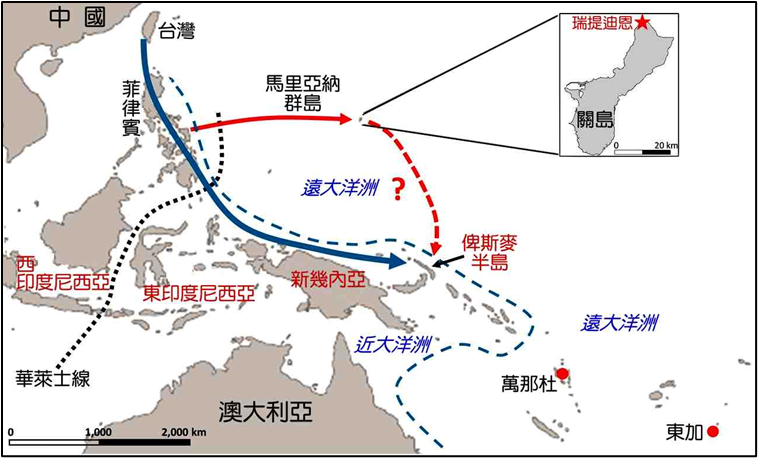 中國
台灣
瑞提迪恩
菲律賓
馬里亞納
群島
關島
0 20 km
遠大洋洲
?
俾斯麥
半島
西
印度尼西亞
東印度尼西亞
新幾內亞
近大洋洲
遠大洋洲
華萊士線
萬那杜
澳大利亞
東加
0 1,000 2,000 km